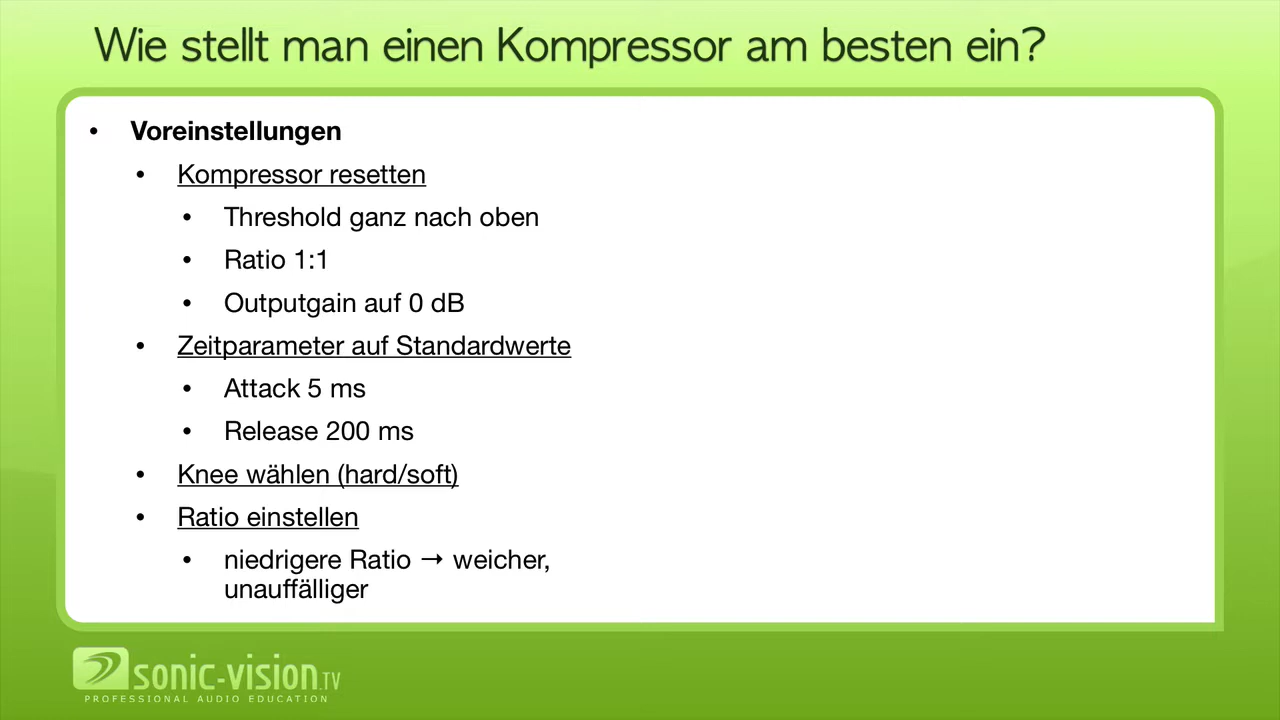 Wie stellt man einen Kompressor am besten ein?
• Voreinstellungen
• Kompressor resetten
• Threshold ganz nach oben
• Ratio 1:1
• Outputgain auf 0 dB
• Zeitparameter auf Standardwerte
• Attack 5 ms
• Release 200 ms
• Knee wählen (hard/soft)
• Ratio einstellen
• niedrigere Ratio → weicher,
unauffälliger
sonic-vision.TV
PROFESSIONAL AUDIO EDUCATION